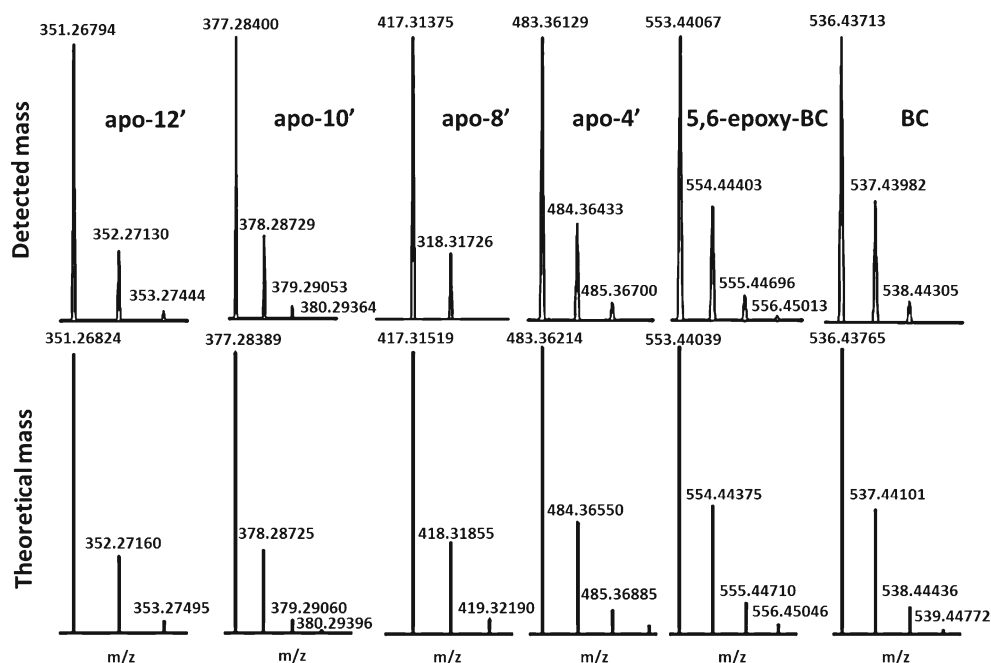 351.26794 377.28400 417.31375 483.36129 553.44067 536.43713
Detected mass
apo-12’ apo-10’ apo-8’ apo-4’ 5,6-epoxy-BC BC
352.27130 378.28729 318.31726 484.36433 554.44403 537.43982
353.27444 379.29053 485.36700 555.44696 538.44305
380.29364 556.45013
351.26824 377.28389 417.31519 483.36214 553.44039 536.43765
Theoretical mass
352.27160 378.28725 418.31855 484.36550 554.44375 537.44101
353.27495 379.29060 419.32190 485.36885 555.44710 538.44436
380.29396 556.45046 539.44772
m/z m/z m/z m/z m/z m/z